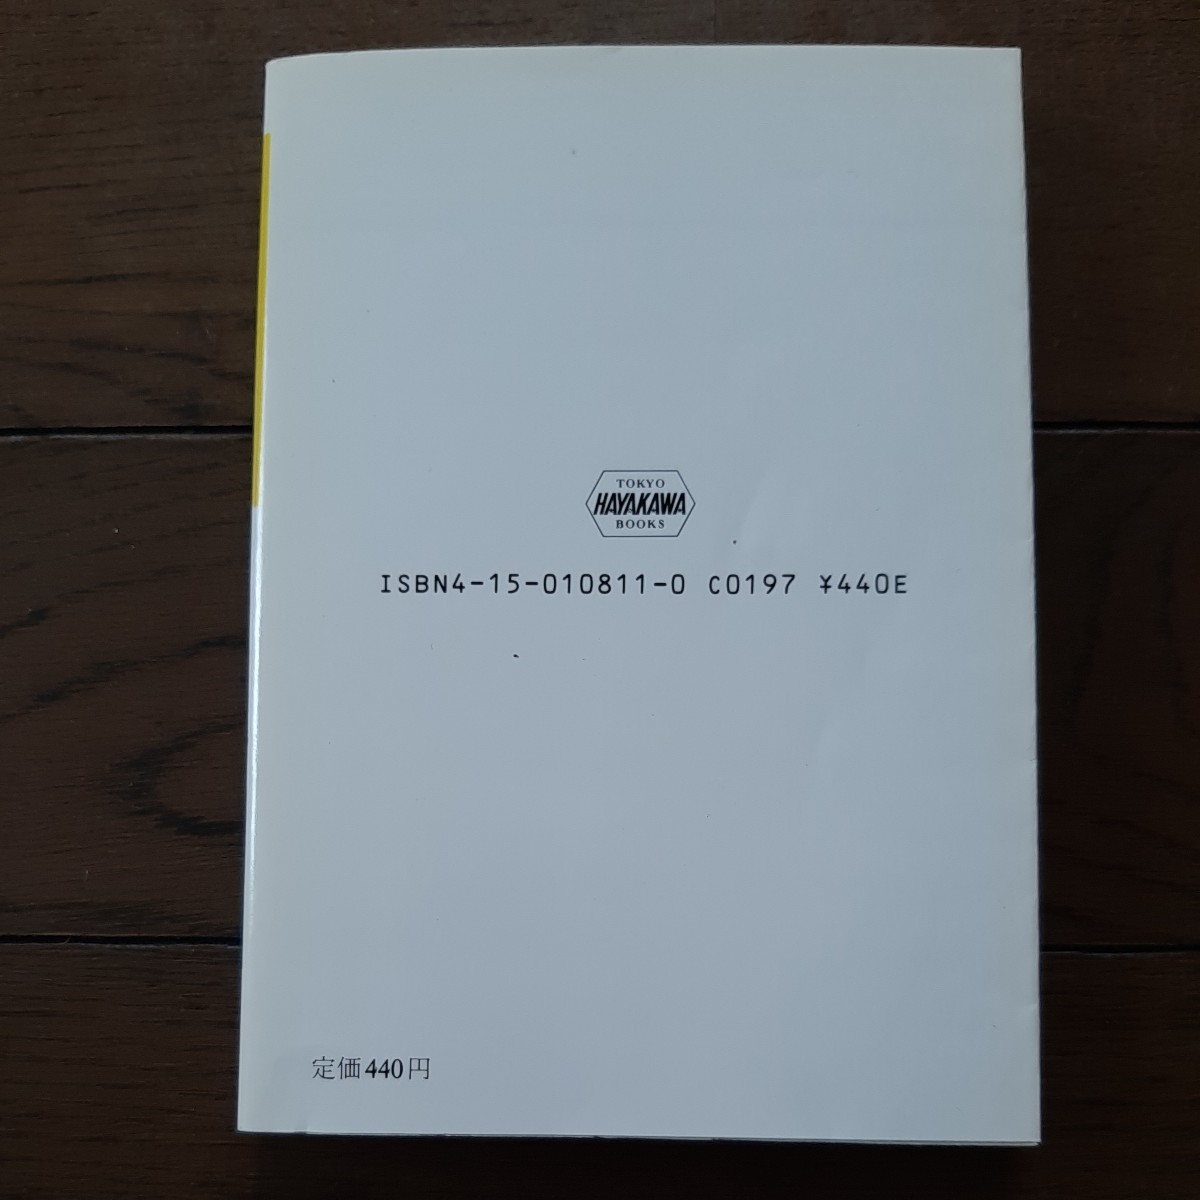 TOKYO
HAYAKAWA
BOOKS
ISBN4-15-010811-0 C0197 ¥440E
定価440円